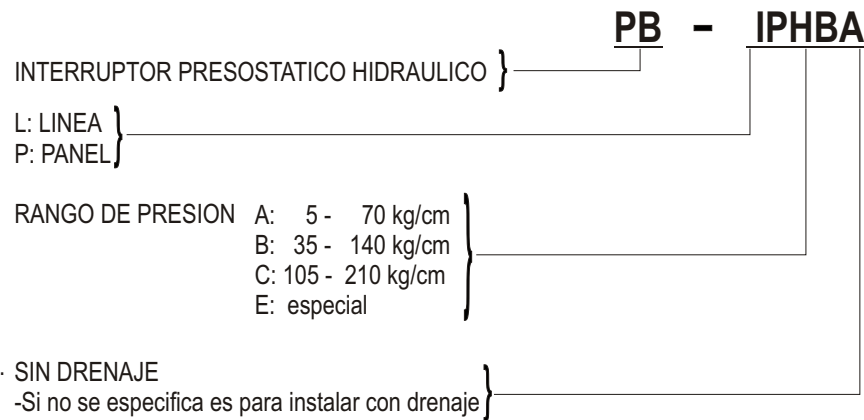 PB - IPHBA
INTERRUPTOR PRESOSTATICO HIDRAULICO
L: LINEA
P: PANEL
RANGO DE PRESION A: 5 - 70 kg/cm
B: 35 - 140 kg/cm
C: 105 - 210 kg/cm
E: especial
· SIN DRENAJE
-Si no se especifica es para instalar con drenaje